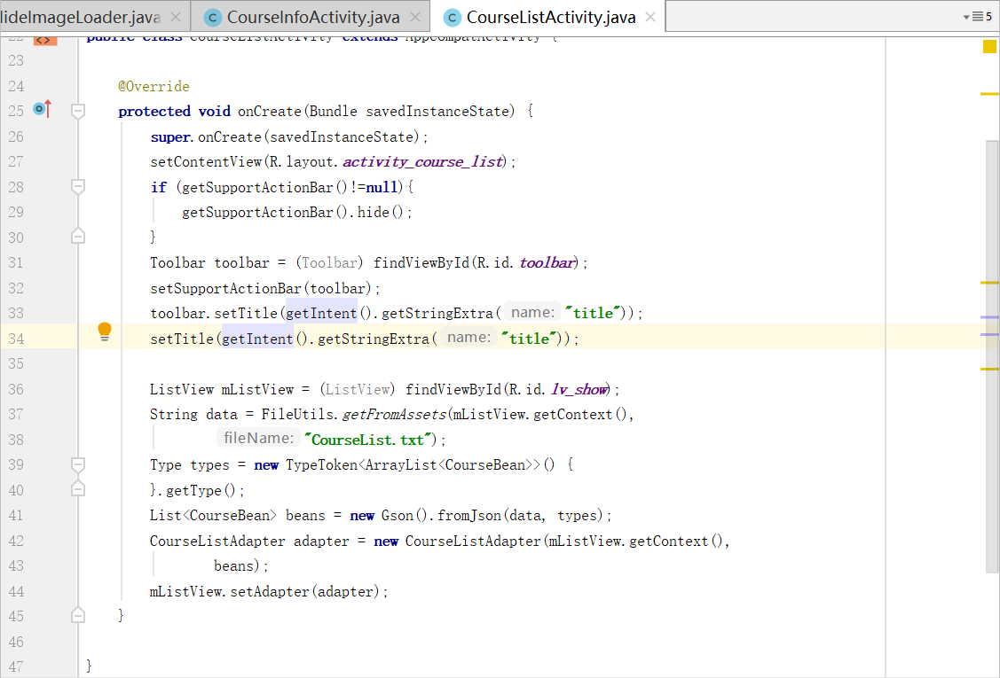 lideImageLoader.java
CourseInfoActivity.java
CourseListActivity.java
5
22 public class CourseListActivity extends AppCompatActivity {
23
24 @Override
25 protected void onCreate(Bundle savedInstanceState) {
26 super.onCreate(savedInstanceState);
27 setContentView(R.layout.activity_course_list);
28 if (getSupportActionBar()!=null){
29 getSupportActionBar().hide();
30 }
31 Toolbar toolbar = (Toolbar) findViewById(R.id.toolbar);
32 setSupportActionBar(toolbar);
33 toolbar.setTitle(getIntent().getStringExtra( name: "title"));
34 setTitle(getIntent().getStringExtra( name: "title"));
35
36 ListView mListView = (ListView) findViewById(R.id.lv_show);
37 String data = FileUtils.getFromAssets(mListView.getContext(),
38 fileName: "CourseList.txt");
39 Type types = new TypeToken<ArrayList<CourseBean>>() {
40 }.getType();
41 List<CourseBean> beans = new Gson().fromJson(data, types);
42 CourseListAdapter adapter = new CourseListAdapter(mListView.getContext(),
43 beans);
44 mListView.setAdapter(adapter);
45 }
46
47 }